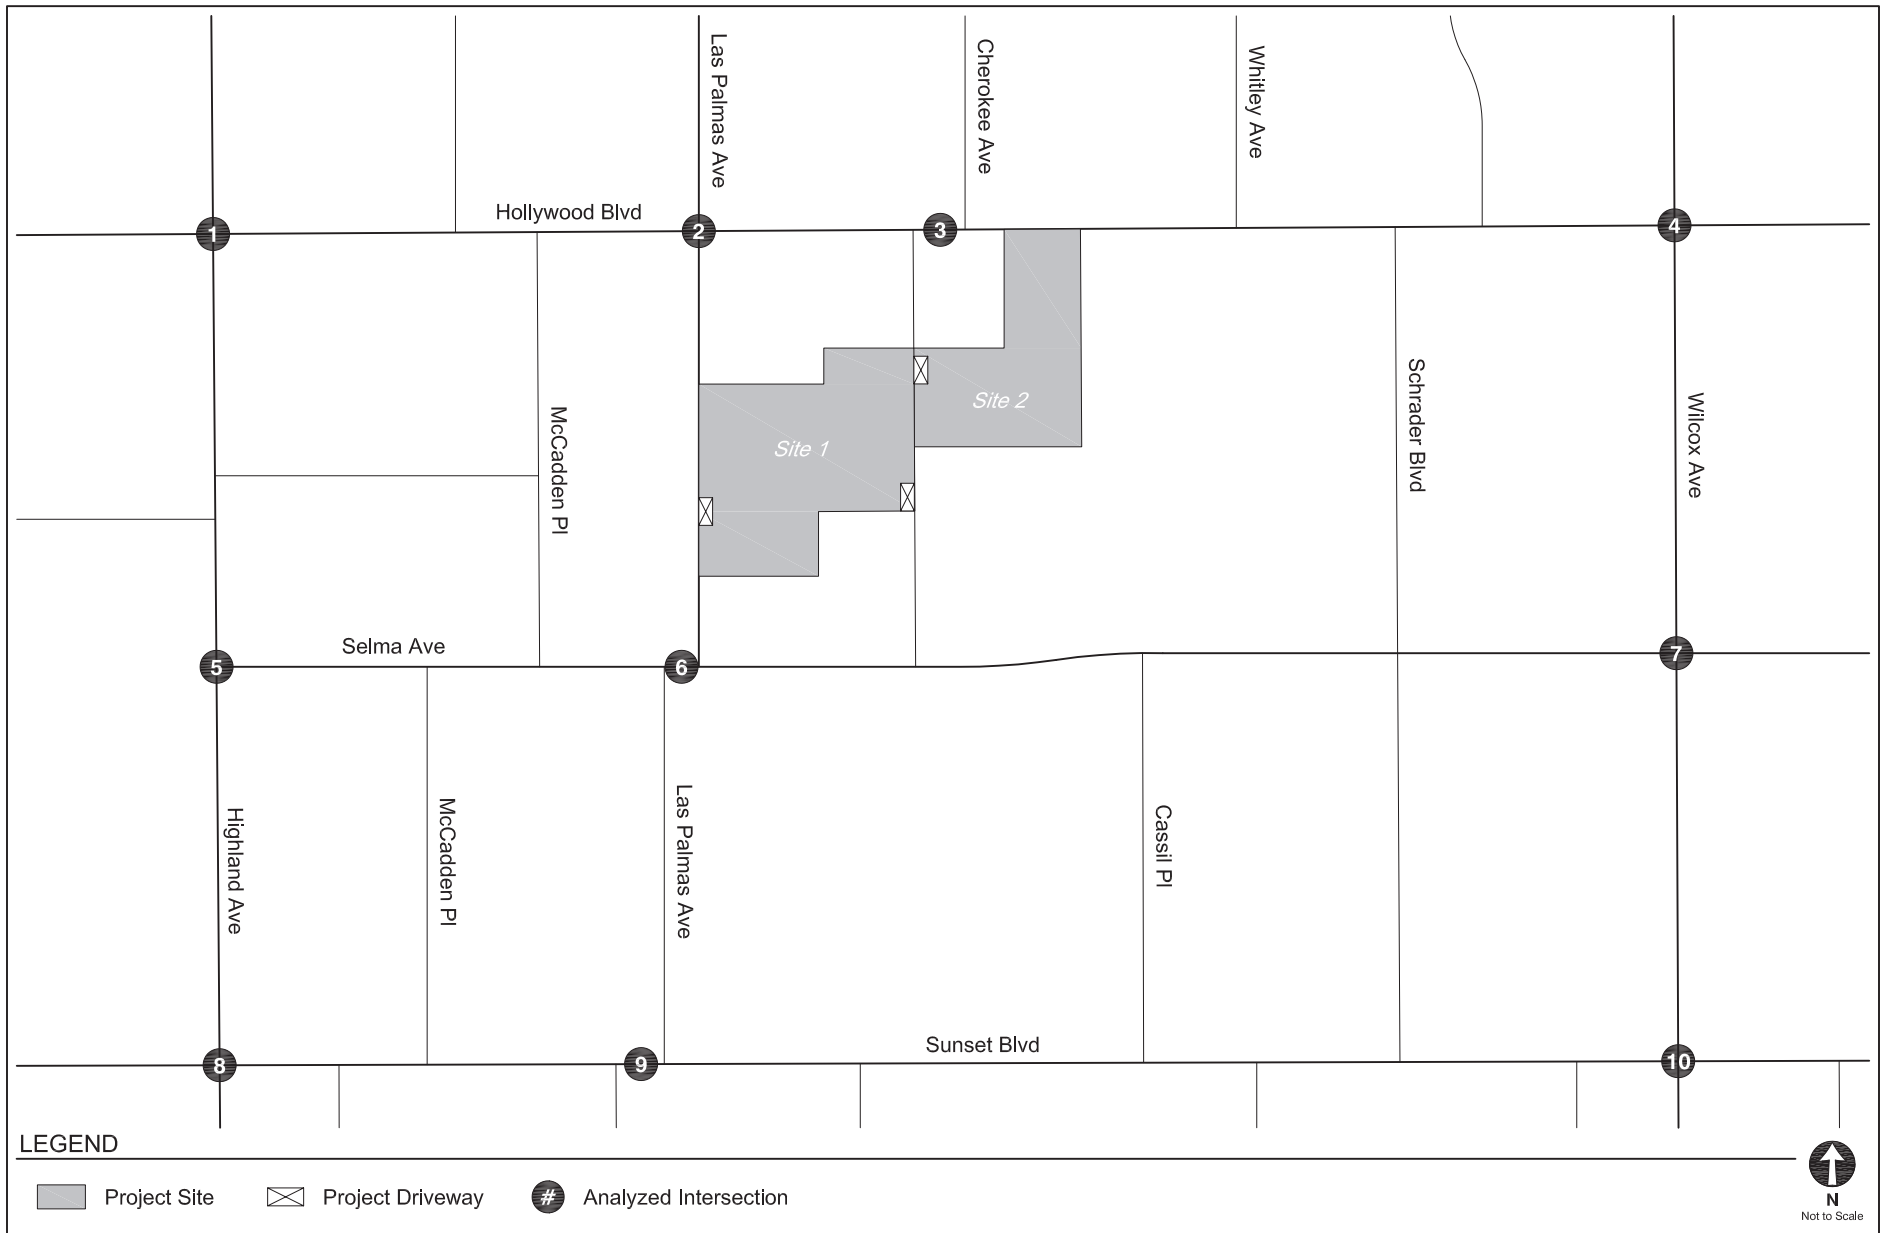 Las Palmas Ave
Cherokee Ave
Whitley Ave
Hollywood Blvd
1
2
3
4
McCadden Pl
Schrader Blvd
Wilcox Ave
Site 2
Site 1
Selma Ave
5
6
7
Highland Ave
McCadden Pl
Las Palmas Ave
Cassil Pl
Sunset Blvd
8
9
10
LEGEND
Project Site
Project Driveway
# Analyzed Intersection
N
Not to Scale